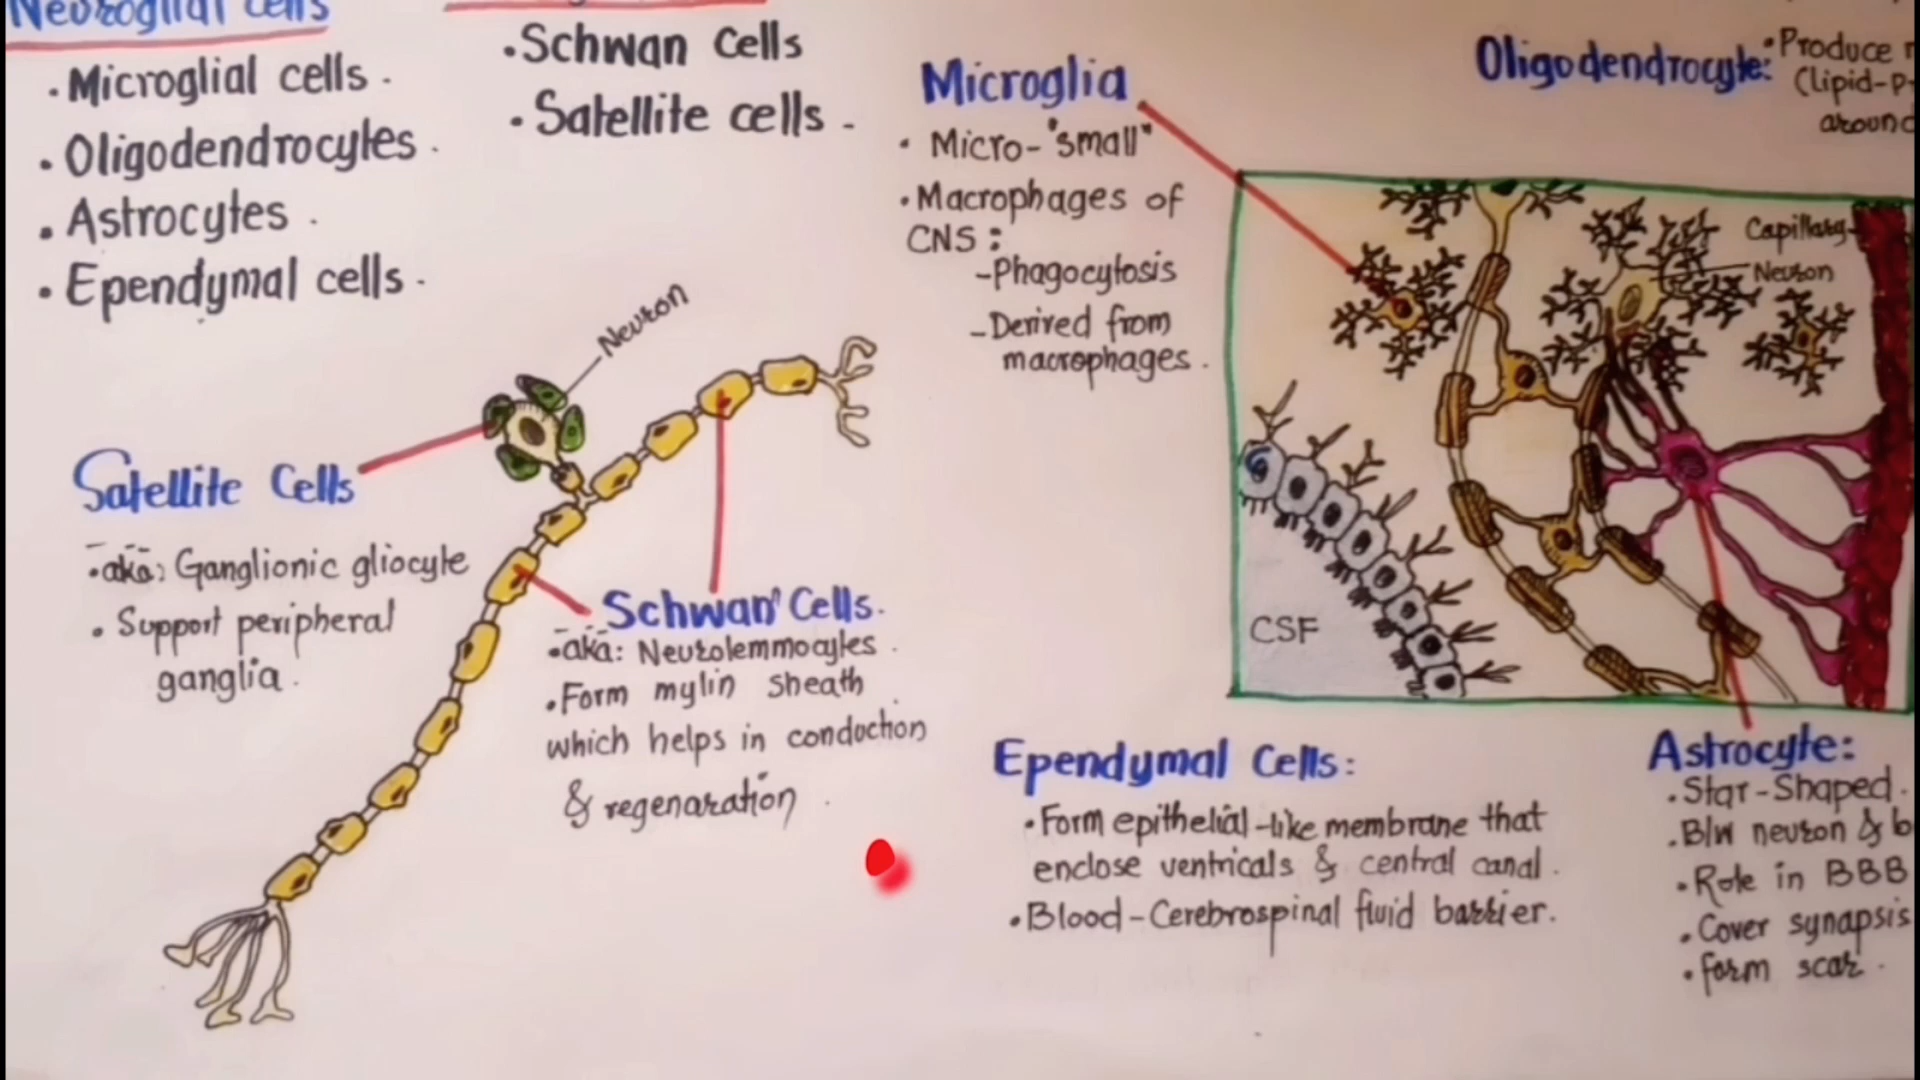 Neuroglial cells
• Microglial cells.
• Oligodendrocytes.
• Astrocytes.
• Ependymal cells.
• Schwan Cells
• Satellite cells.
Neuron
Satellite Cells
• aka: Ganglionic gliocyte
• Support peripheral
ganglia.
Schwan Cells.
• aka: Neurolemmocytes.
• Form mylin sheath
which helps in conduction
& regenaration.
Microglia
• Micro-"small"
• Macrophages of
CNS:
-Phagocytosis
-Derived from
macrophages.
Oligodendrocyte:
• Produce
(Lipid-
around
Capillary
Neuron
CSF
Ependymal Cells:
• Form epithelial-like membrane that
enclose ventricals & central canal.
• Blood-Cerebrospinal fluid barrier.
Astrocyte:
• Star-Shaped.
• B/w neuron &
• Role in BBB
• Cover synapsis
• form scar.